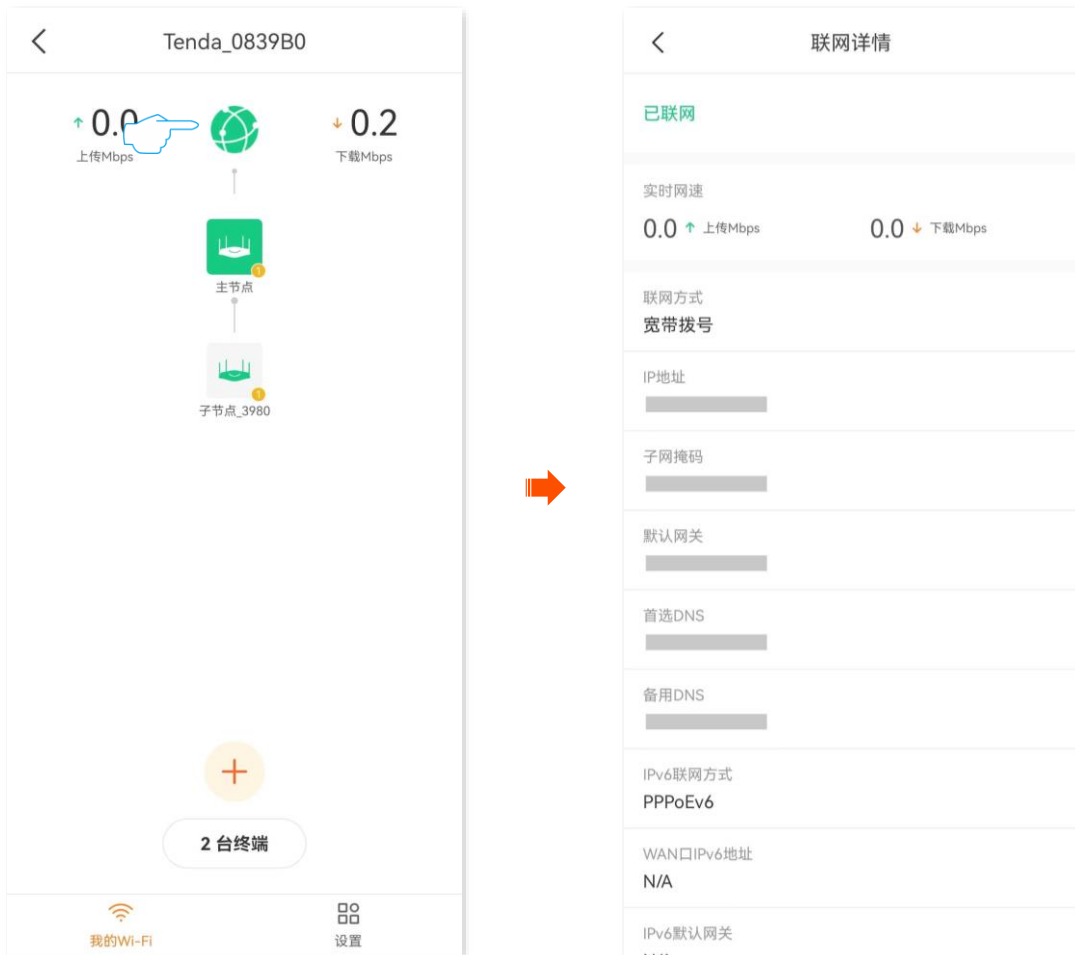 Tenda_0839B0
0.0
0.2
上传Mbps
下载Mbps
1
主节点
1
子节点_3980
2 台终端
我的Wi-Fi
设置
联网详情
已联网
实时网速
0.0 上传Mbps
0.0 下载Mbps
联网方式
宽带拨号
IP地址
子网掩码
默认网关
首选DNS
备用DNS
IPv6联网方式
PPPoEv6
WAN口IPv6地址
N/A
IPv6默认网关